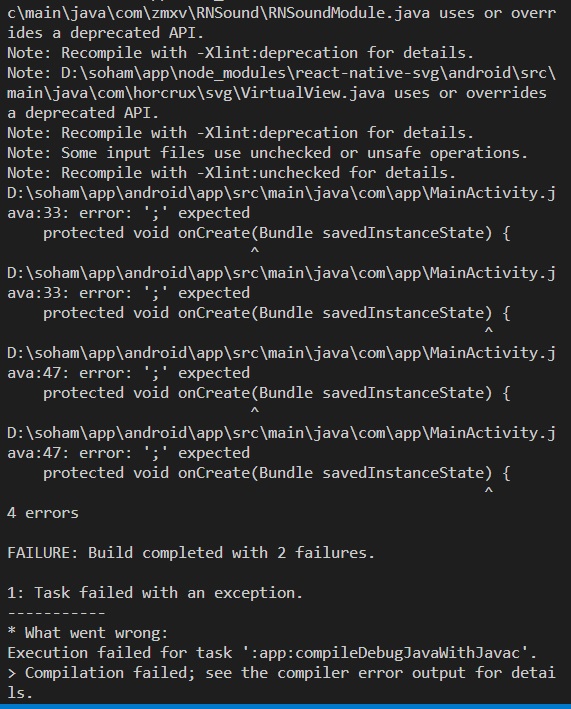 c\main\java\com\zmxv\RNSound\RNSoundModule.java uses or overr
ides a deprecated API.
Note: Recompile with -Xlint:deprecation for details.
Note: D:\soham\app\node_modules\react-native-svg\android\src\
main\java\com\horcrux\svg\VirtualView.java uses or overrides
a deprecated API.
Note: Recompile with -Xlint:deprecation for details.
Note: Some input files use unchecked or unsafe operations.
Note: Recompile with -Xlint:unchecked for details.
D:\soham\app\android\app\src\main\java\com\app\MainActivity.j
ava:33: error: ';' expected
    protected void onCreate(Bundle savedInstanceState) {
                           ^
D:\soham\app\android\app\src\main\java\com\app\MainActivity.j
ava:33: error: ';' expected
    protected void onCreate(Bundle savedInstanceState) {
                                                     ^
D:\soham\app\android\app\src\main\java\com\app\MainActivity.j
ava:47: error: ';' expected
    protected void onCreate(Bundle savedInstanceState) {
                           ^
D:\soham\app\android\app\src\main\java\com\app\MainActivity.j
ava:47: error: ';' expected
    protected void onCreate(Bundle savedInstanceState) {
                                                     ^
4 errors
FAILURE: Build completed with 2 failures.
1: Task failed with an exception.
-----------
* What went wrong:
Execution failed for task ':app:compileDebugJavaWithJavac'.
> Compilation failed; see the compiler error output for detai
ls.